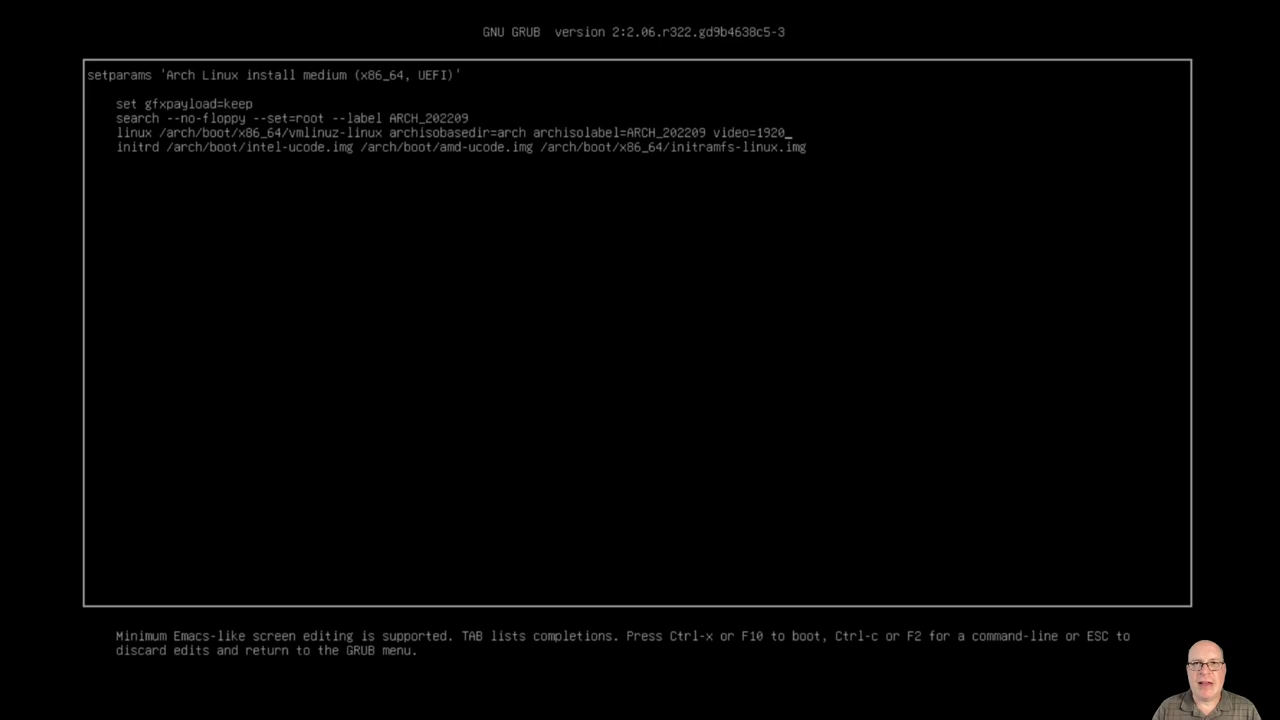 GNU GRUB  version 2:2.06.r322.gd9b4638c5-3
setparams 'Arch Linux install medium (x86_64, UEFI)'
set gfxpayload=keep
search --no-floppy --set=root --label ARCH_202209
linux /arch/boot/x86_64/vmlinuz-linux archisobasedir=arch archisolabel=ARCH_202209 video=1920_
initrd /arch/boot/intel-ucode.img /arch/boot/amd-ucode.img /arch/boot/x86_64/initramfs-linux.img
Minimum Emacs-like screen editing is supported. TAB lists completions. Press Ctrl-x or F10 to boot, Ctrl-c or F2 for a command-line or ESC to
discard edits and return to the GRUB menu.